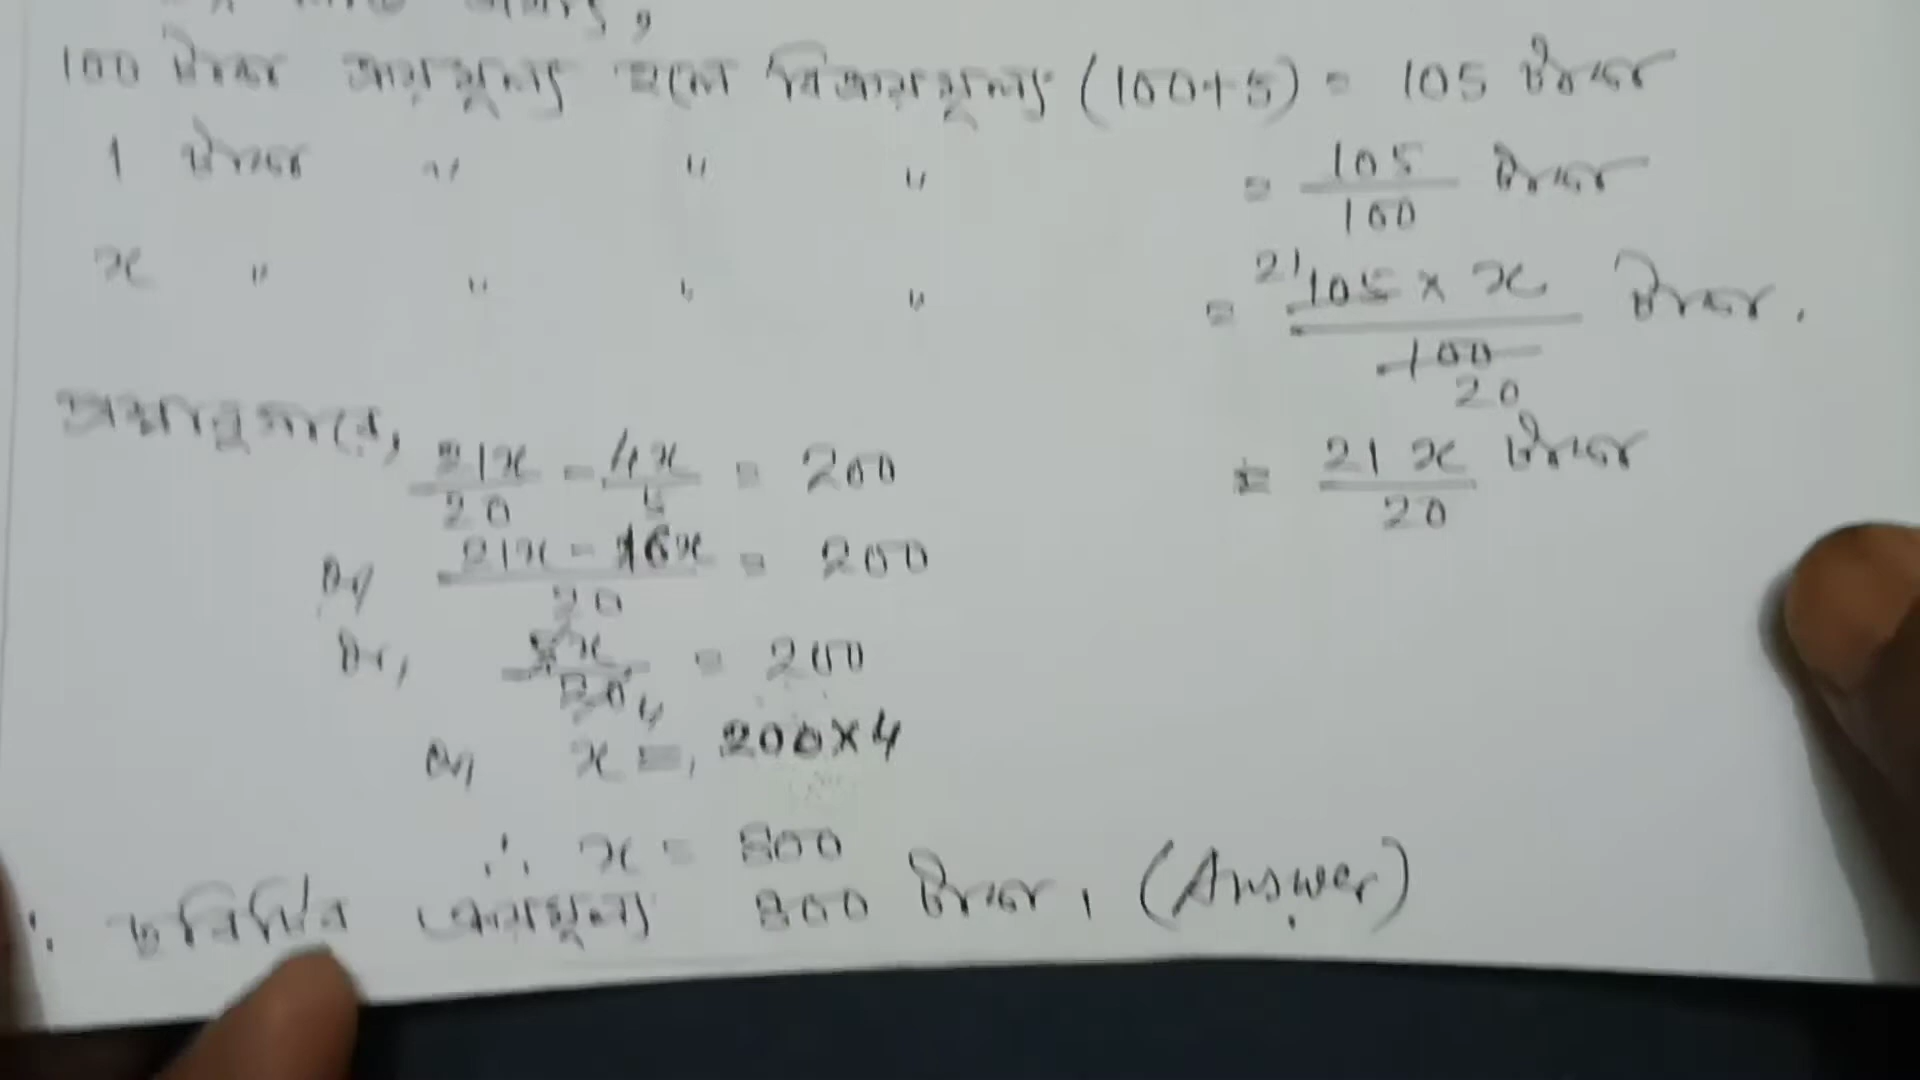 100 টাকা ক্রয়মূল্য হলে বিক্রয়মূল্য (100+5) = 105 টাকা
1 টাকা " " " = 105/100 টাকা
x " " " " = 21 105 × x / 100 20 টাকা।
= 21x/20 টাকা
প্রশ্নানুসারে,
21x/20 - 4x/5 = 200
বা, 21x - 16x / 20 = 200
বা, 5x/20 4 = 200
বা, x = 200×4
∴ x = 800
∴ ক্রয়মূল্য 800 টাকা। (Answer)